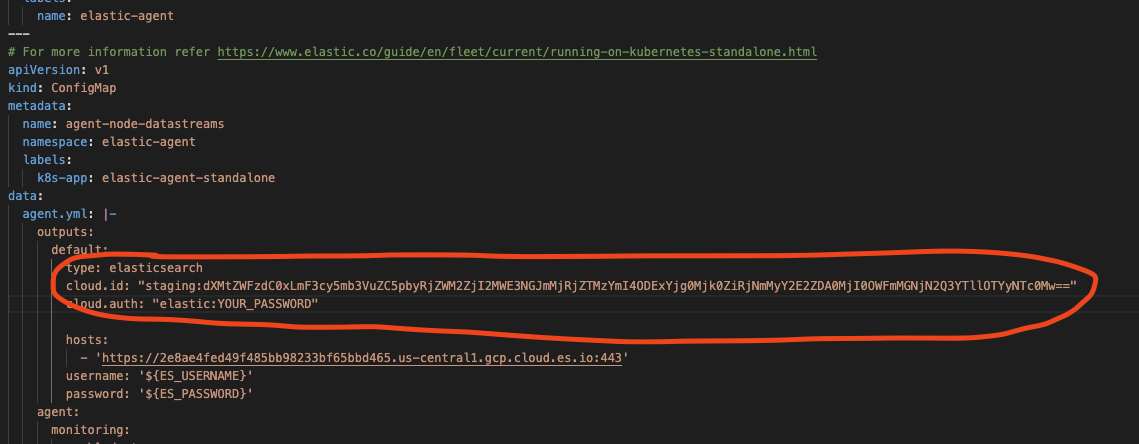 name: elastic-agent
---
# For more information refer https://www.elastic.co/guide/en/fleet/current/running-on-kubernetes-standalone.html
apiVersion: v1
kind: ConfigMap
metadata:
name: agent-node-datastreams
namespace: elastic-agent
labels:
k8s-app: elastic-agent-standalone
data:
agent.yml: |-
outputs:
default:
type: elasticsearch
cloud.id: "staging:dXMtZWFzdC0xLmF3cy5mb3VuZC5pbyRjZWM2ZjI2MWE3NGJmMjRjZTMzYmI4ODExYjg0Mjk0ZiRjNmMyY2E2ZDA0MjI0OWFmMGNjN2Q3YTllOTYyNTc0Mw=="
cloud.auth: "elastic:YOUR_PASSWORD"
hosts:
- 'https://2e8ae4fed49f485bb98233bf65bbd465.us-central1.gcp.cloud.es.io:443'
username: '${ES_USERNAME}'
password: '${ES_PASSWORD}'
agent:
monitoring: